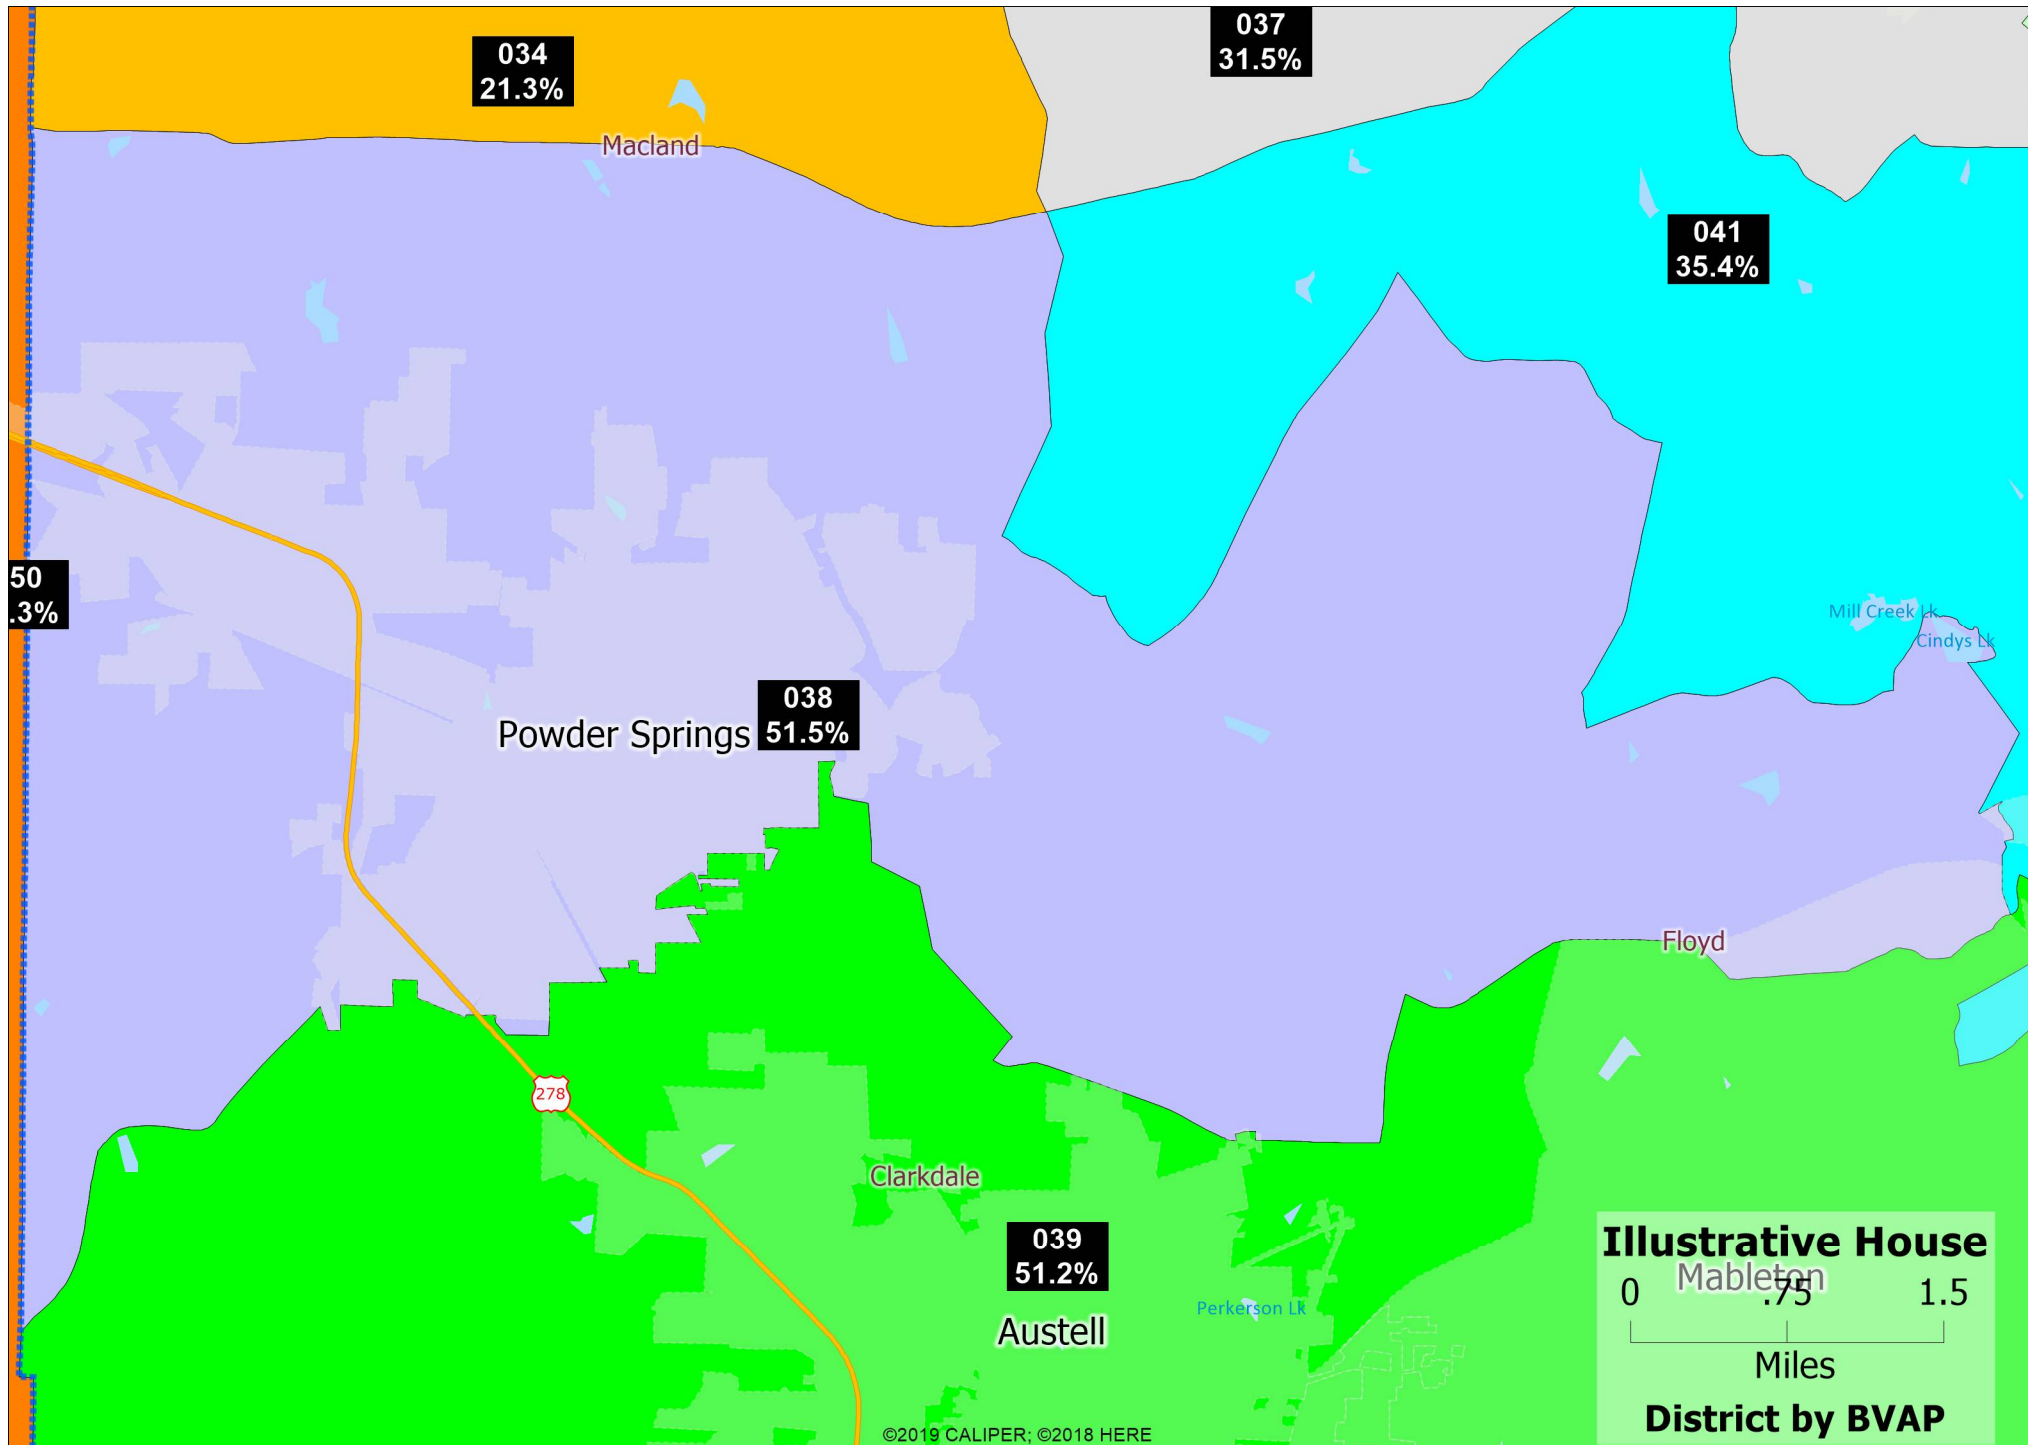 037
31.5%
034
21.3%
Macland
041
35.4%
50
.3%
Mill Creek Lk
Cindys Lk
Powder Springs
038
51.5%
Floyd
278
Clarkdale
039
51.2%
Austell
Perkerson Lk
Illustrative House
Mableton
0 .75 1.5
Miles
District by BVAP
©2019 CALIPER; ©2018 HERE